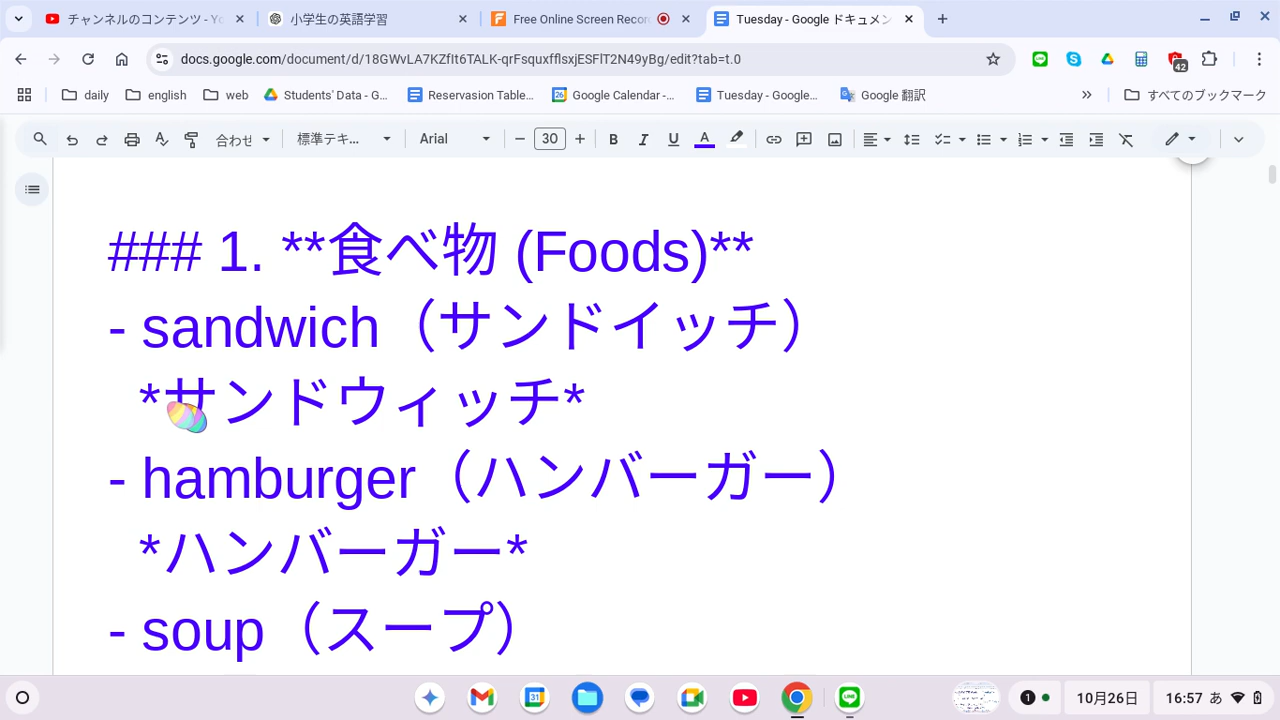 チャンネルのコンテンツ - Yo
小学生の英語学習
Free Online Screen Record
Tuesday - Google ドキュメン
docs.google.com/document/d/
/edit?tab=t.0
42
daily
english
web
Students' Data - G...
Reservasion Table...
Google Calendar -...
Tuesday - Google...
Google 翻訳
すべてのブックマーク
合わせ
標準テキ...
Arial
30
B I U A
### 1. **食べ物 (Foods)**
- sandwich（サンドイッチ）
*サンドウィッチ*
- hamburger（ハンバーガー）
*ハンバーガー*
- soup（スープ）
31
1
10月26日
16:57 あ